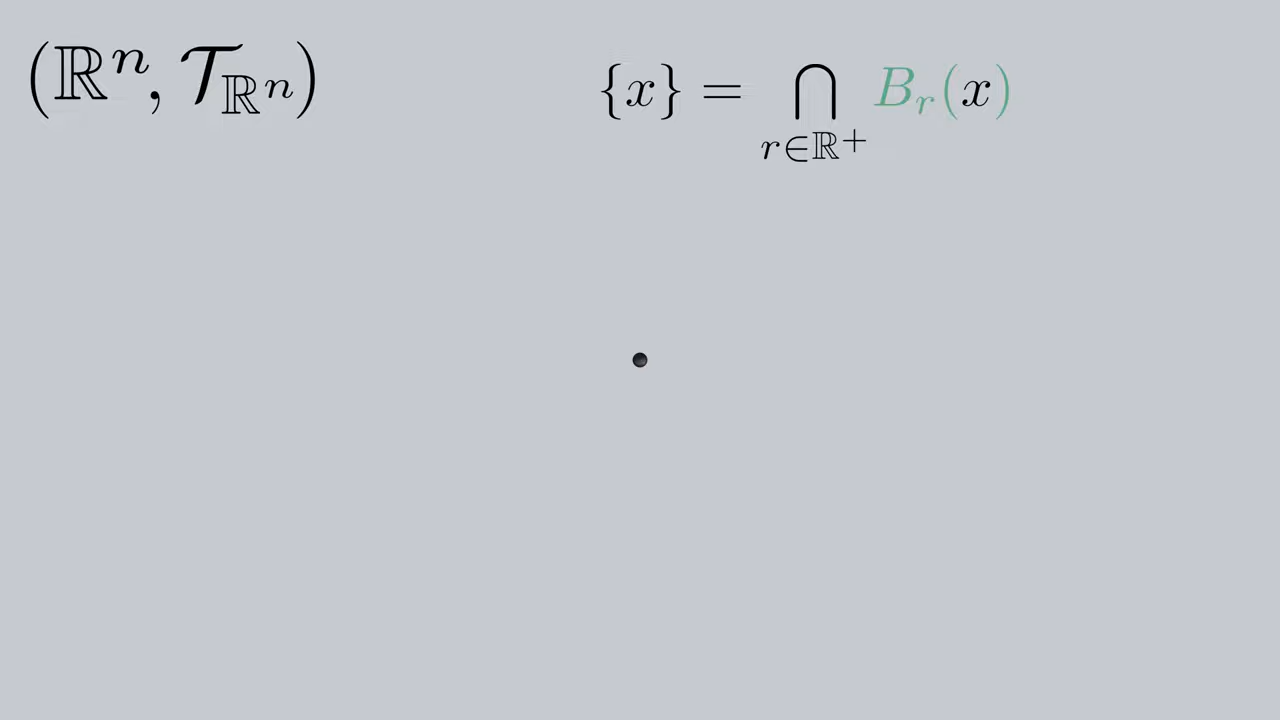 (ℝⁿ, 𝒯_ℝⁿ)
{x} = ⋂_{r∈ℝ⁺} B_r(x)